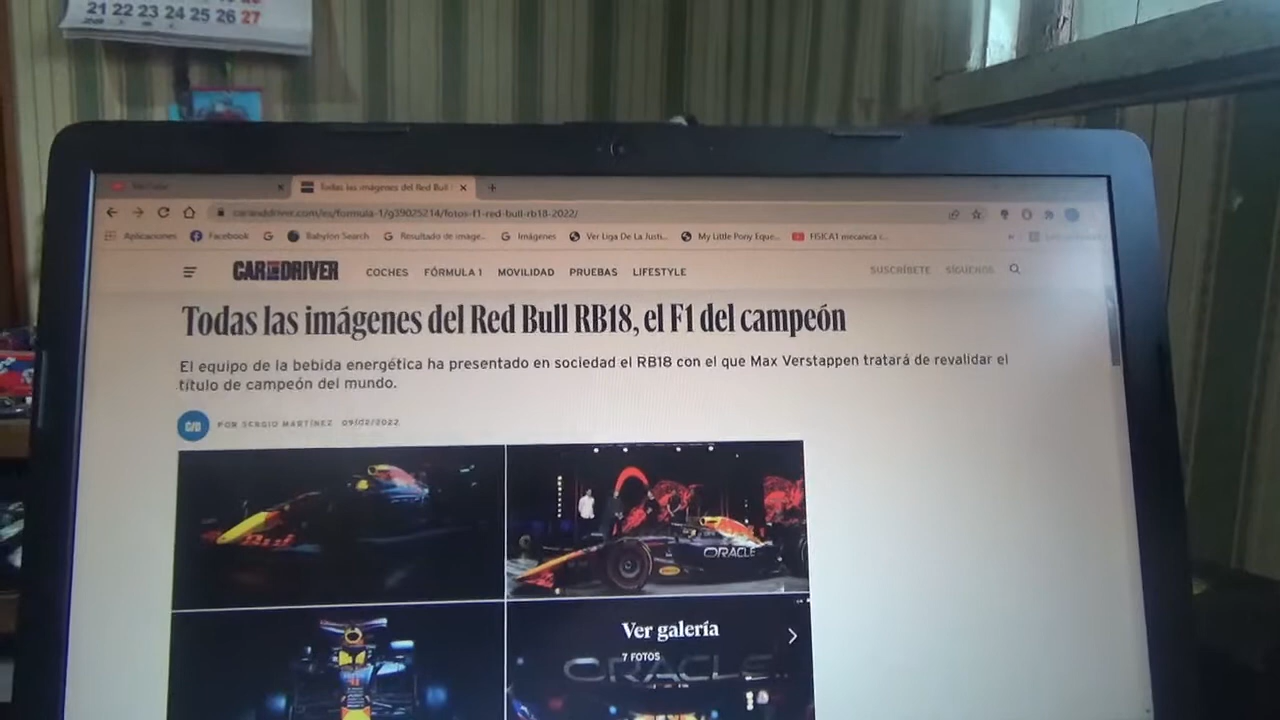 21 22 23 24 25 26 27
Todas las imágenes del Red Bull
caranddriver.com/es/formula-1/g39025214/fotos-f1-red-bull-rb18-2022/
Aplicaciones Facebook Babylon Search Resultado de image... Imágenes Ver Liga De La Justi... My Little Pony Eque... FISICA1 mecanica
CAR AND DRIVER COCHES FÓRMULA 1 MOVILIDAD PRUEBAS LIFESTYLE SUSCRÍBETE SÍGUENOS
Todas las imágenes del Red Bull RB18, el F1 del campeón
El equipo de la bebida energética ha presentado en sociedad el RB18 con el que Max Verstappen tratará de revalidar el
título de campeón del mundo.
C/D POR SERGIO MARTÍNEZ 09/02/2022
ORACLE
Ver galería
7 FOTOS
ORACLE